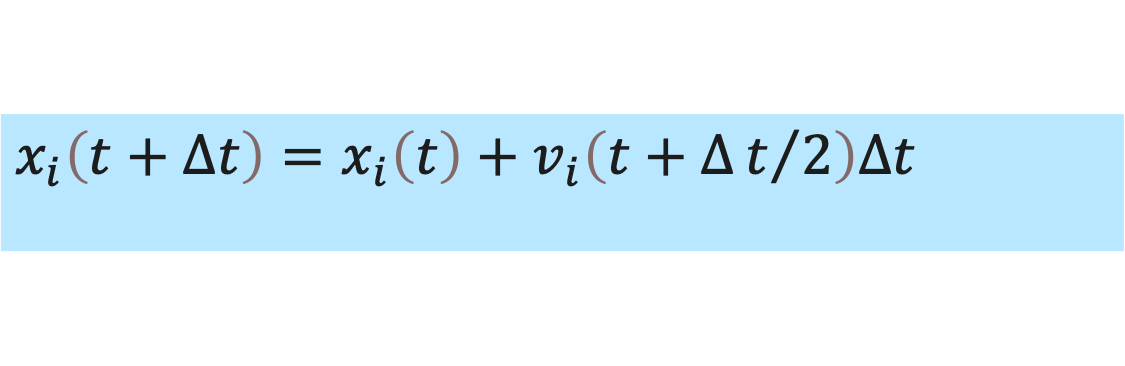 xᵢ(t + Δt) = xᵢ(t) + vᵢ(t + Δ t/2)Δt